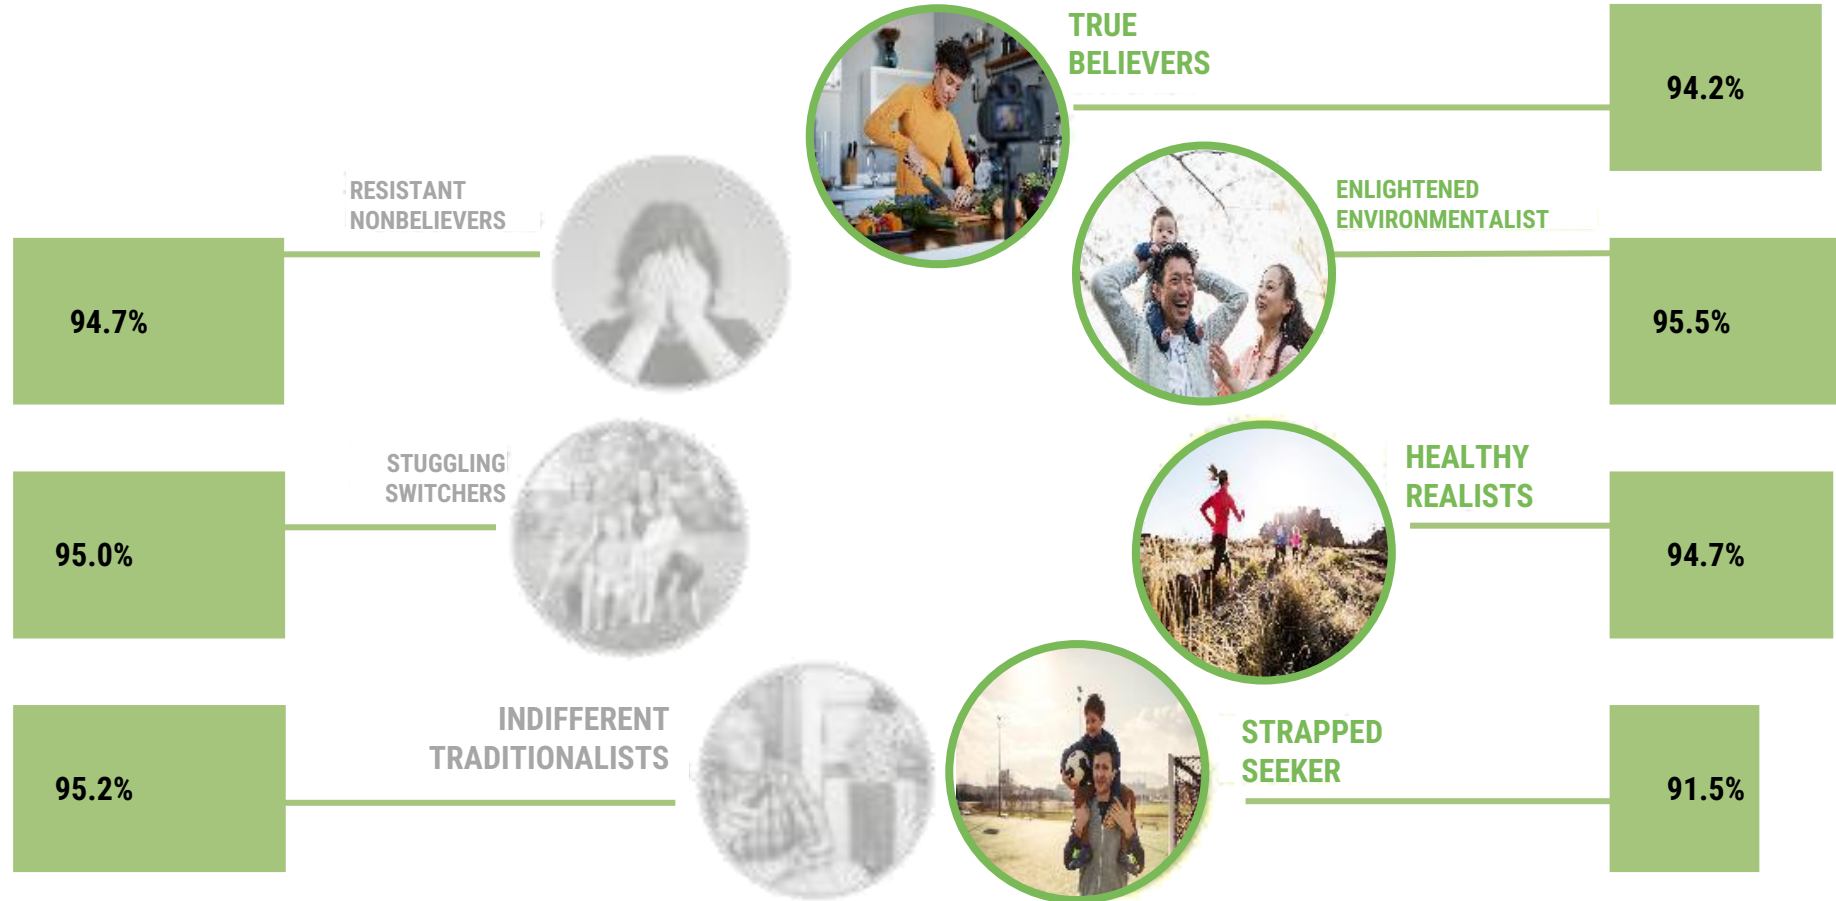 TRUE
BELIEVERS
94.2%
RESISTANT
NONBELIEVERS
94.7%
ENLIGHTENED
ENVIRONMENTALIST
95.5%
STUGGLING
SWITCHERS
95.0%
HEALTHY
REALISTS
94.7%
INDIFFERENT
TRADITIONALISTS
95.2%
STRAPPED
SEEKER
91.5%